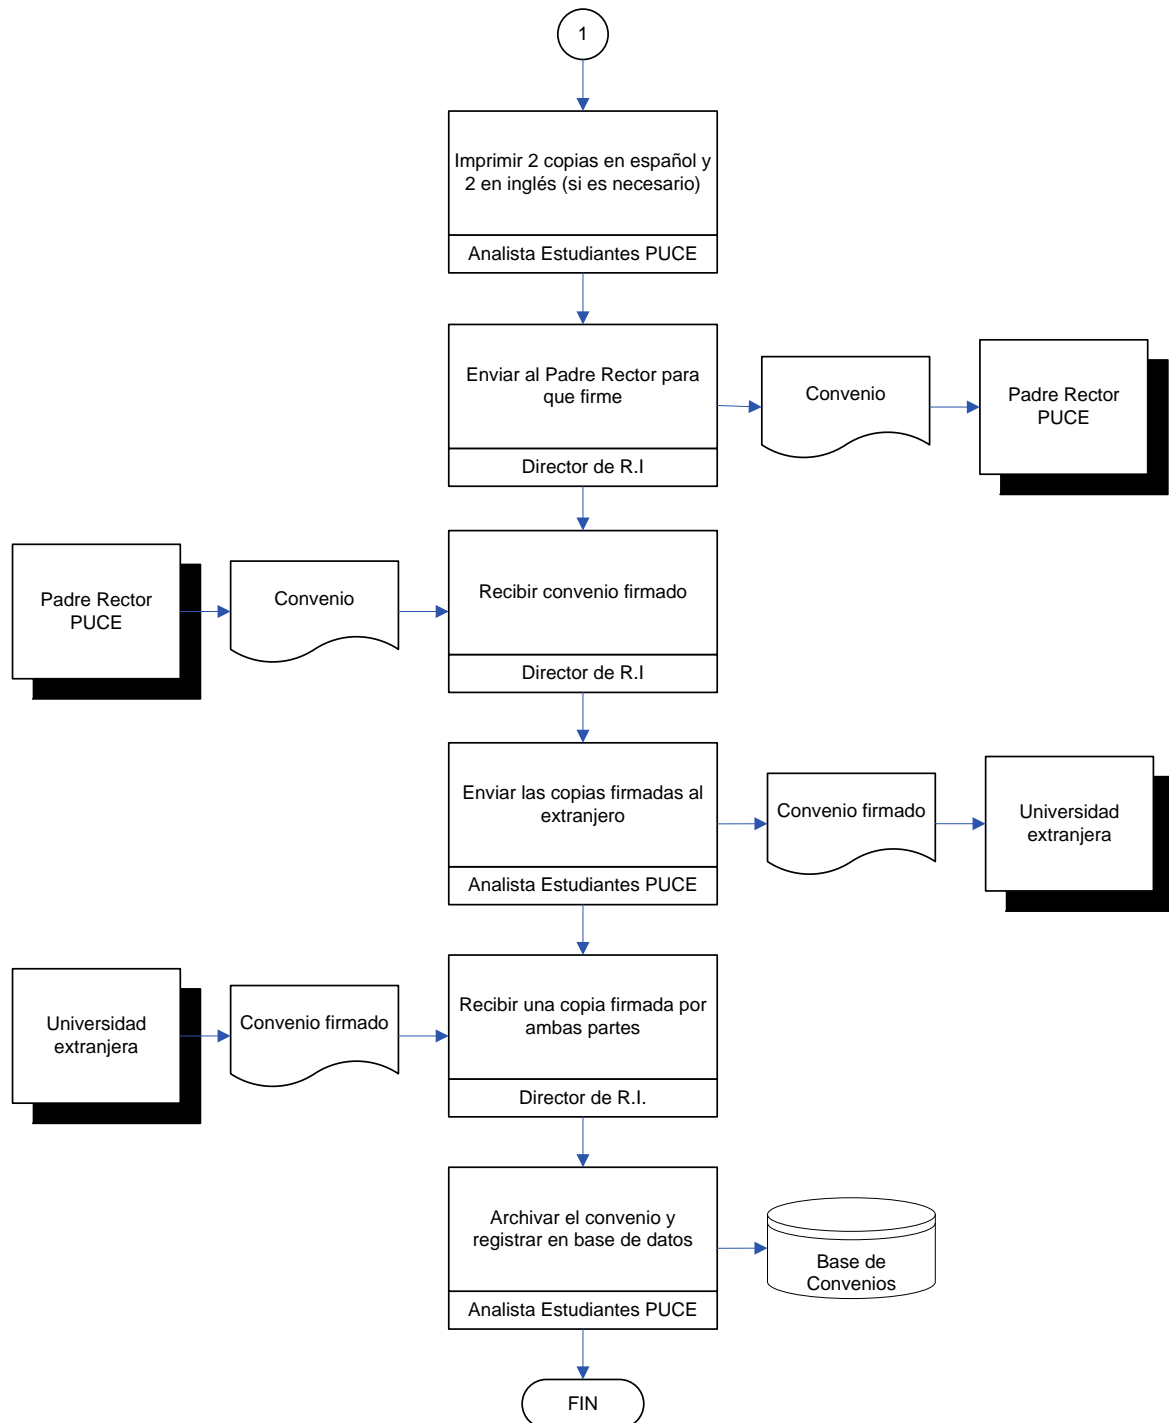 1
Imprimir 2 copias en español y
2 en inglés (si es necesario)
Analista Estudiantes PUCE
Enviar al Padre Rector para
que firme
Director de R.I
Convenio
Padre Rector
PUCE
Padre Rector
PUCE
Convenio
Recibir convenio firmado
Director de R.I
Enviar las copias firmadas al
extranjero
Analista Estudiantes PUCE
Convenio firmado
Universidad
extranjera
Universidad
extranjera
Convenio firmado
Recibir una copia firmada por
ambas partes
Director de R.I.
Archivar el convenio y
registrar en base de datos
Analista Estudiantes PUCE
Base de
Convenios
FIN